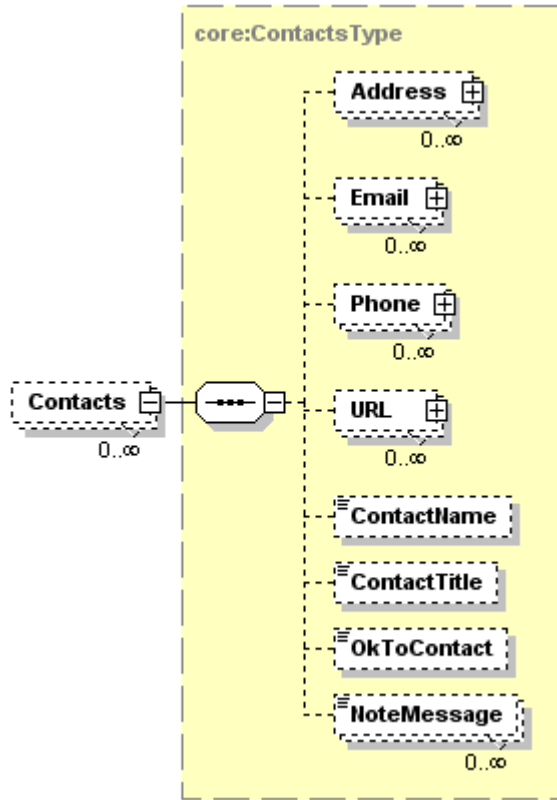 core:ContactsType
Address
0..∞
Email
0..∞
Phone
0..∞
Contacts
0..∞
URL
0..∞
ContactName
ContactTitle
OkToContact
NoteMessage
0..∞